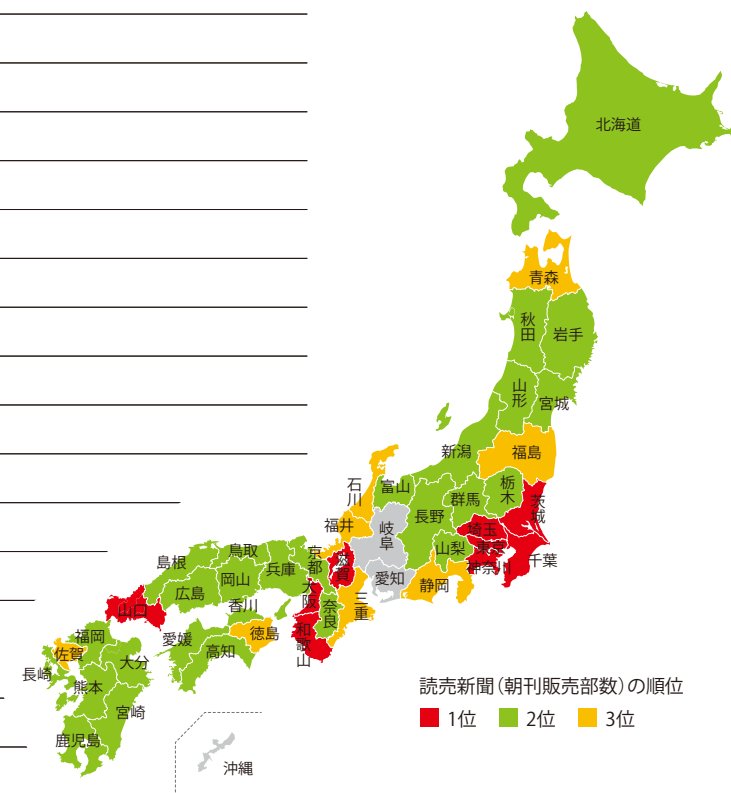 北海道
青森
秋田
岩手
山形
宮城
新潟
福島
石川
富山
栃木
群馬
茨城
福井
岐阜
長野
埼玉
山梨
東京
千葉
神奈川
京都
滋賀
愛知
静岡
鳥取
島根
兵庫
岡山
広島
大阪
奈良
三重
香川
山口
和歌山
徳島
福岡
愛媛
高知
佐賀
大分
長崎
熊本
宮崎
鹿児島
沖縄
読売新聞(朝刊販売部数)の順位
1位 2位 3位